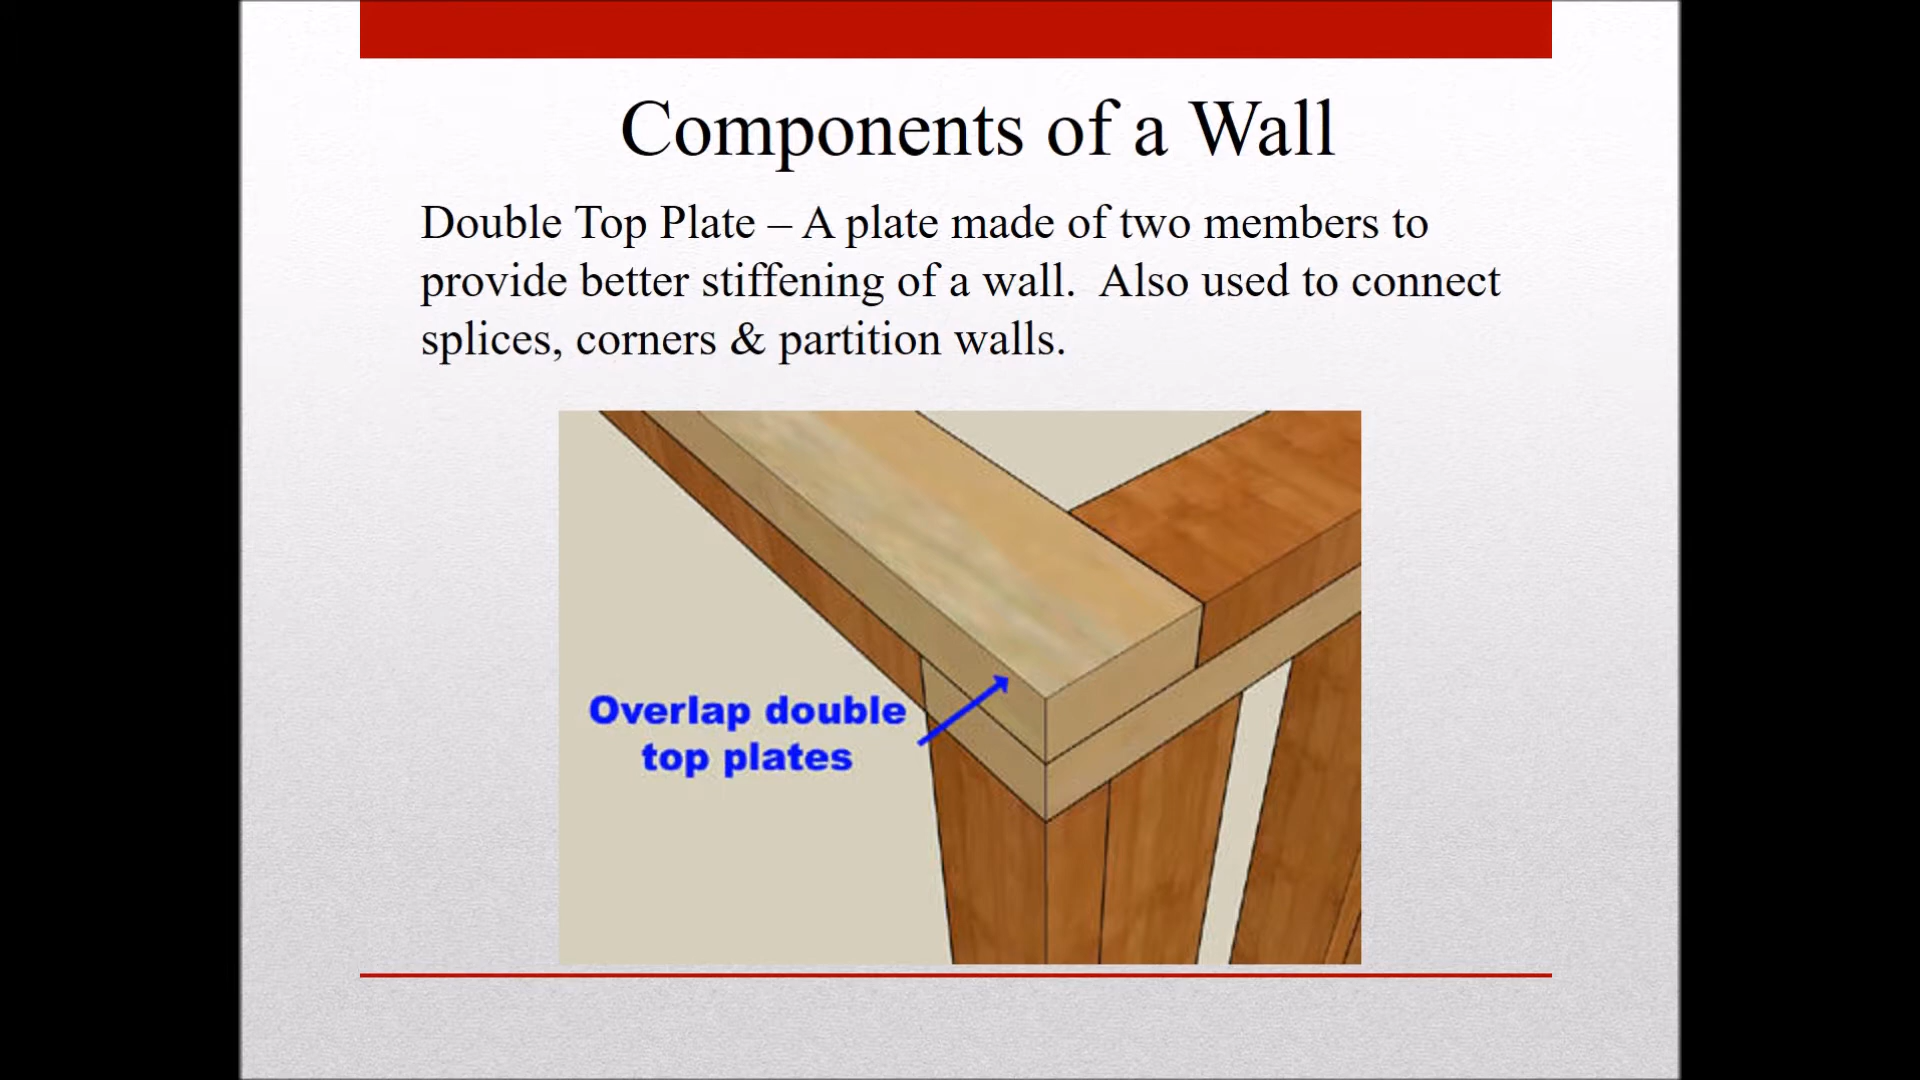 Components of a Wall
Double Top Plate – A plate made of two members to
provide better stiffening of a wall.  Also used to connect
splices, corners & partition walls.
Overlap double
top plates